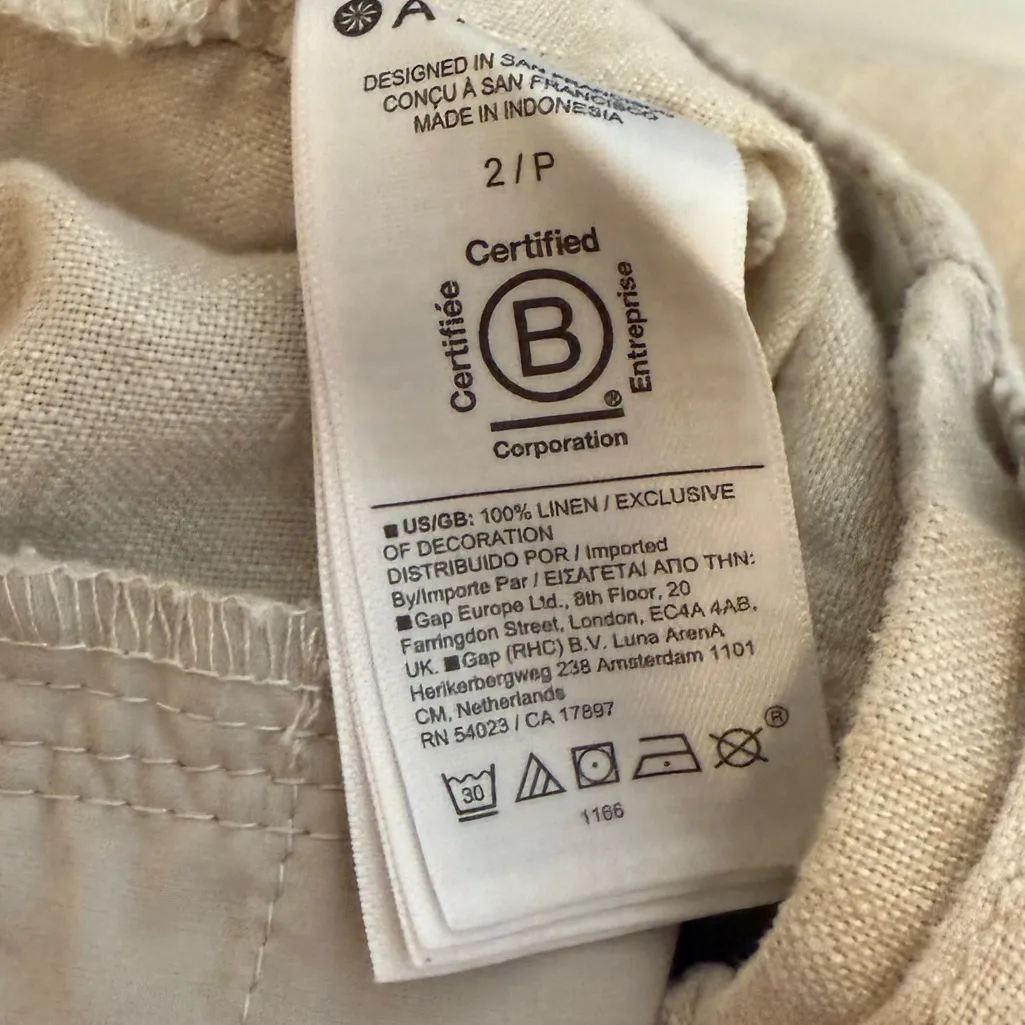 A
DESIGNED IN SAN FRANCISCO
CONÇU À SAN FRANCISCO
MADE IN INDONESIA
2 / P
Certified
Certifiée
B
Entreprise
®
Corporation
US/GB: 100% LINEN / EXCLUSIVE
OF DECORATION
DISTRIBUIDO POR / Imported
By/Importe Par / ΕΙΣΑΓΕΤΑΙ ΑΠΟ ΤΗΝ:
Gap Europe Ltd., 8th Floor, 20
Farringdon Street, London, EC4A 4AB,
UK. Gap (RHC) B.V. Luna ArenA
Herikerbergweg 238 Amsterdam 1101
CM, Netherlands
RN 54023 / CA 17897
30
®
1166